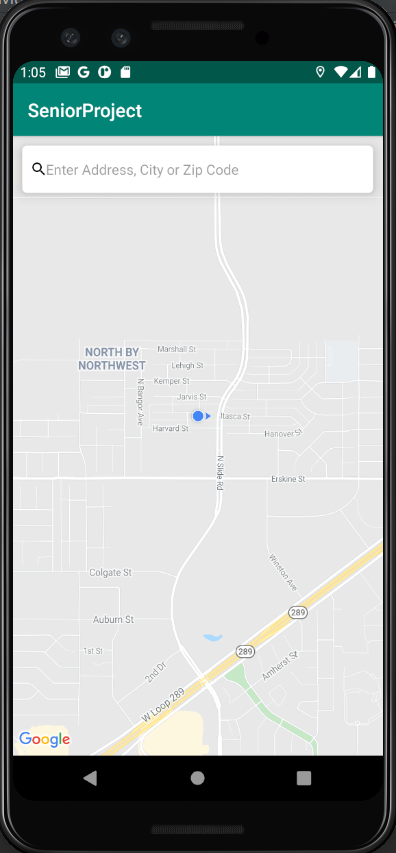 1:05
SeniorProject
Enter Address, City or Zip Code
Marshall St
NORTH BY
NORTHWEST
Lehigh St
Kemper St
N Bangor Ave
Jarvis St
Itasca St
Harvard St
Hanover St
N Slide Rd
Erskine St
Colgate St
Winston Ave
289
Auburn St
1st St
289
2nd Dr
Amherst St
W Loop 289
Google